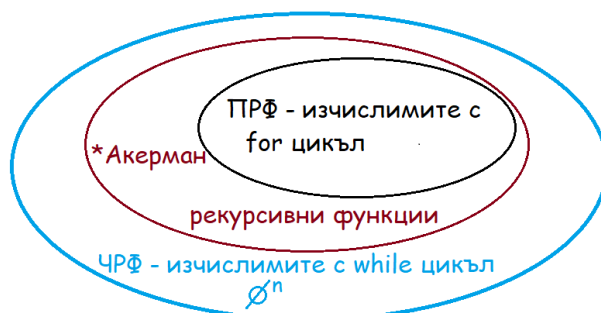 ПРФ - изчислимите с
for цикъл
*Акерман
рекурсивни функции
ЧРФ - изчислимите с while цикъл
∅ⁿ